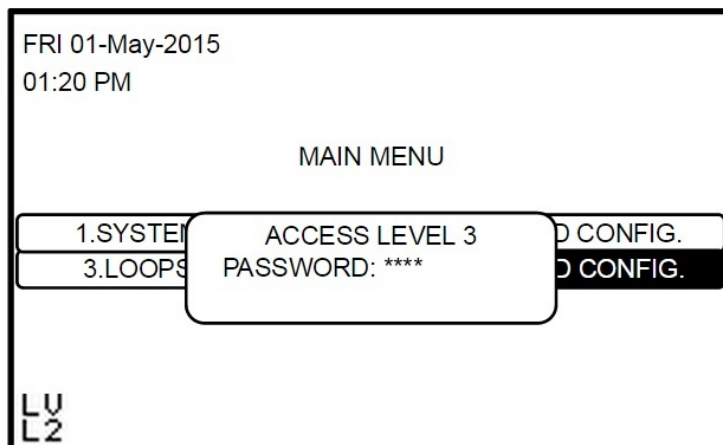 FRI 01-May-2015
01:20 PM
MAIN MENU
1.SYSTE
D CONFIG.
ACCESS LEVEL 3
3.LOOPS
PASSWORD: ****
D CONFIG.
LV
L2